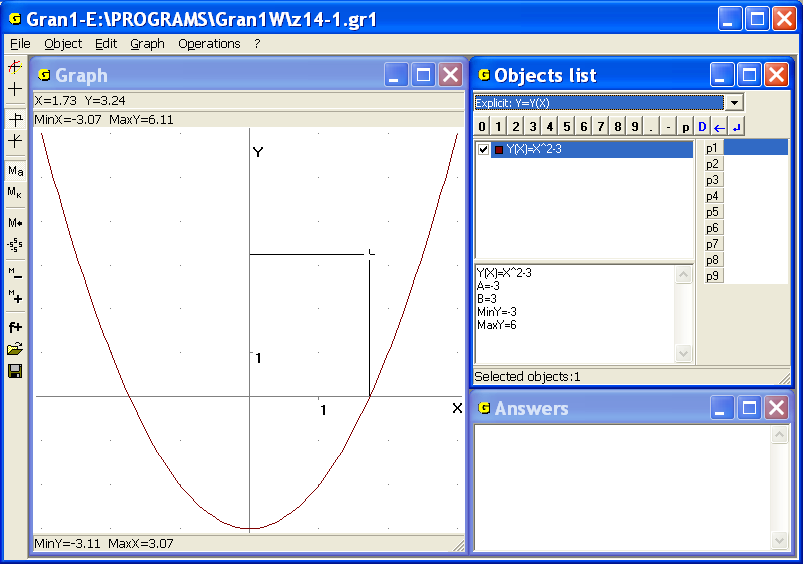 Gran1-E:\PROGRAMS\Gran1W\z14-1.gr1
File Object Edit Graph Operations ?
Graph
X=1.73 Y=3.24
MinX=-3.07 MaxY=6.11
Y
1
1
X
MinY=-3.11 MaxX=3.07
Objects list
Explicit: Y=Y(X)
0 1 2 3 4 5 6 7 8 9 . - p D
Y(X)=X^2-3
p1
p2
p3
p4
p5
p6
p7
p8
p9
Y(X)=X^2-3
A=-3
B=3
MinY=-3
MaxY=6
Selected objects:1
Answers